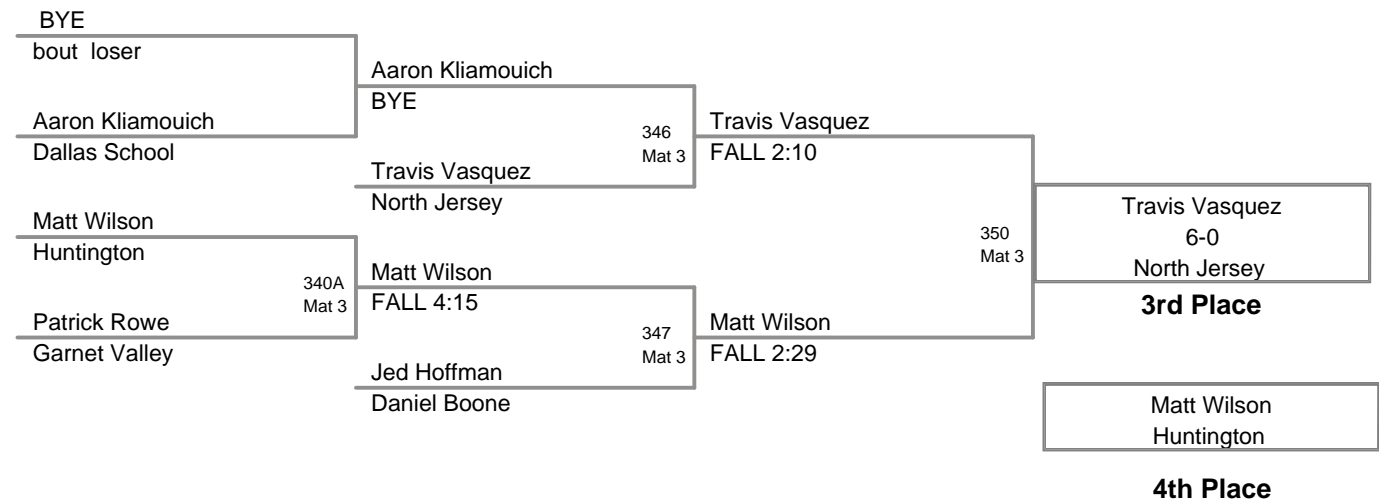 BYE
bout loser
Aaron Kliamouich
BYE
Aaron Kliamouich
Dallas School
346
Mat 3
Travis Vasquez
FALL 2:10
Travis Vasquez
North Jersey
Matt Wilson
Huntington
350
Mat 3
Travis Vasquez
6-0
North Jersey
3rd Place
340A
Mat 3
Matt Wilson
FALL 4:15
Patrick Rowe
Garnet Valley
347
Mat 3
Matt Wilson
FALL 2:29
Jed Hoffman
Daniel Boone
Matt Wilson
Huntington
4th Place